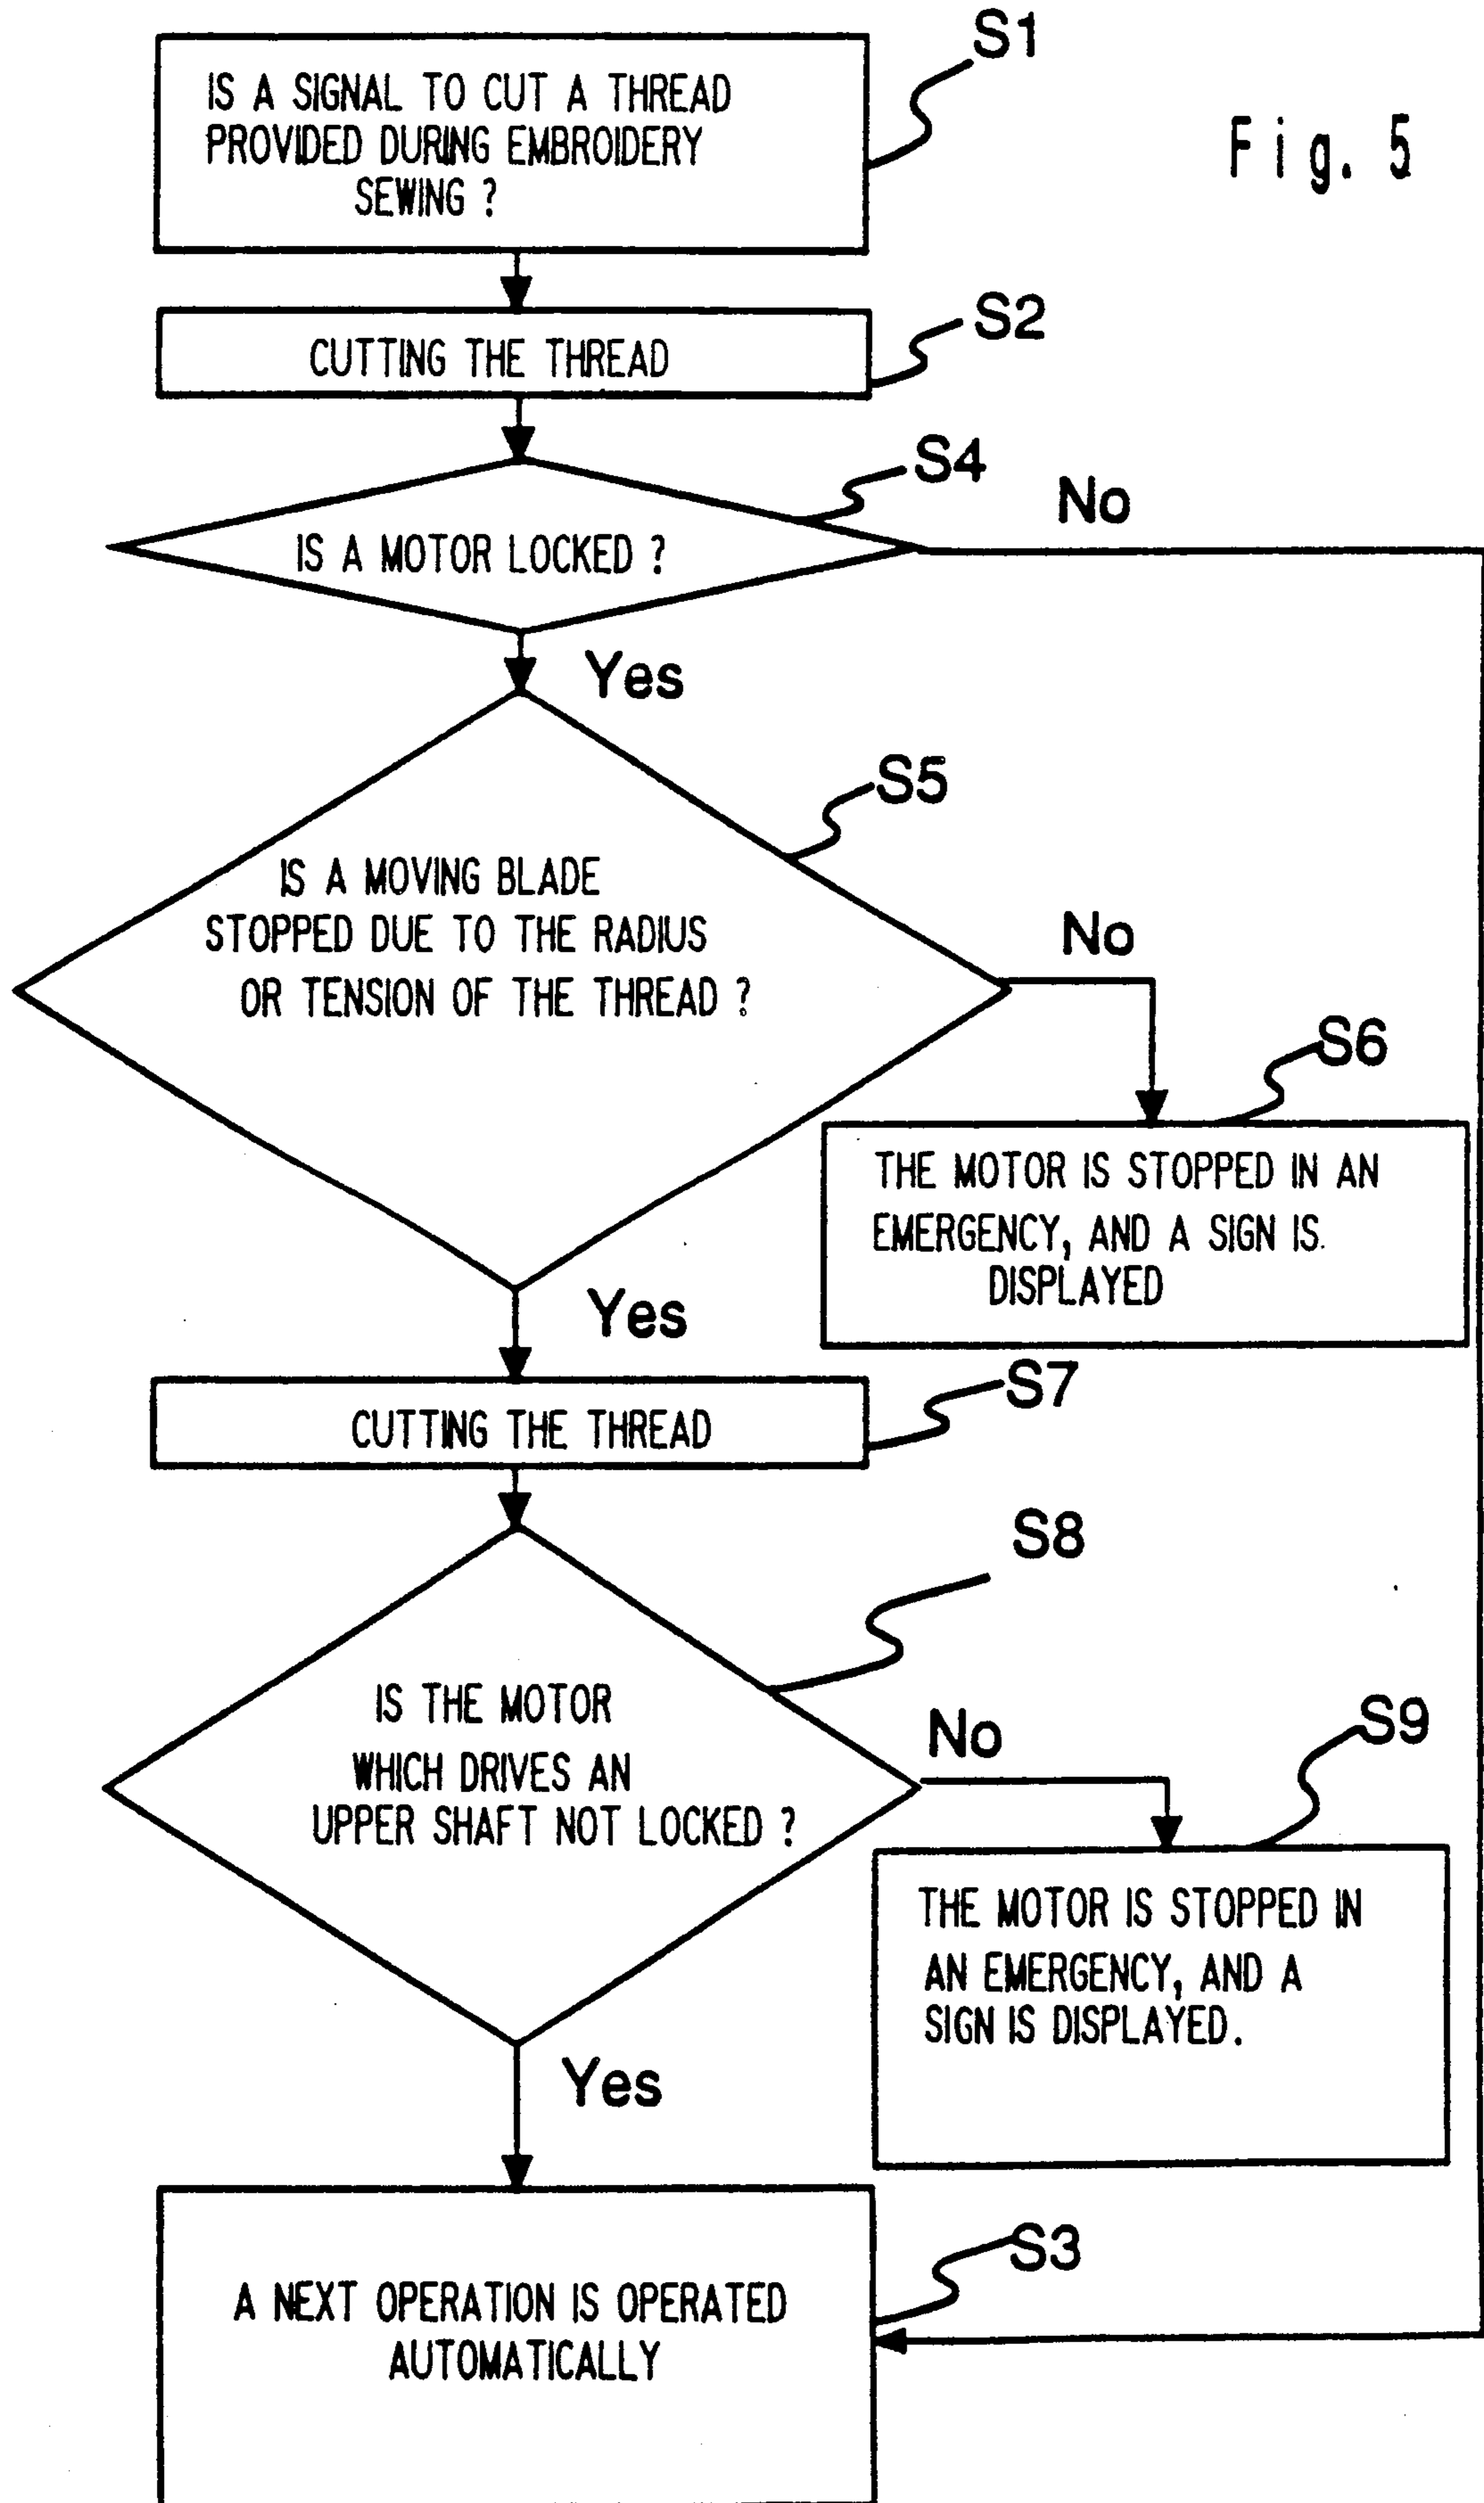 S1
IS A SIGNAL TO CUT A THREAD
PROVIDED DURING EMBROIDERY
SEWING ?
Fig. 5
S2
CUTTING THE THREAD
S4
No
IS A MOTOR LOCKED ?
Yes
S5
IS A MOVING BLADE
STOPPED DUE TO THE RADIUS
OR TENSION OF THE THREAD ?
No
S6
THE MOTOR IS STOPPED IN AN
EMERGENCY, AND A SIGN IS
DISPLAYED
Yes
S7
CUTTING THE THREAD
S8
IS THE MOTOR
WHICH DRIVES AN
UPPER SHAFT NOT LOCKED ?
No
S9
THE MOTOR IS STOPPED IN
AN EMERGENCY, AND A
SIGN IS DISPLAYED.
Yes
S3
A NEXT OPERATION IS OPERATED
AUTOMATICALLY